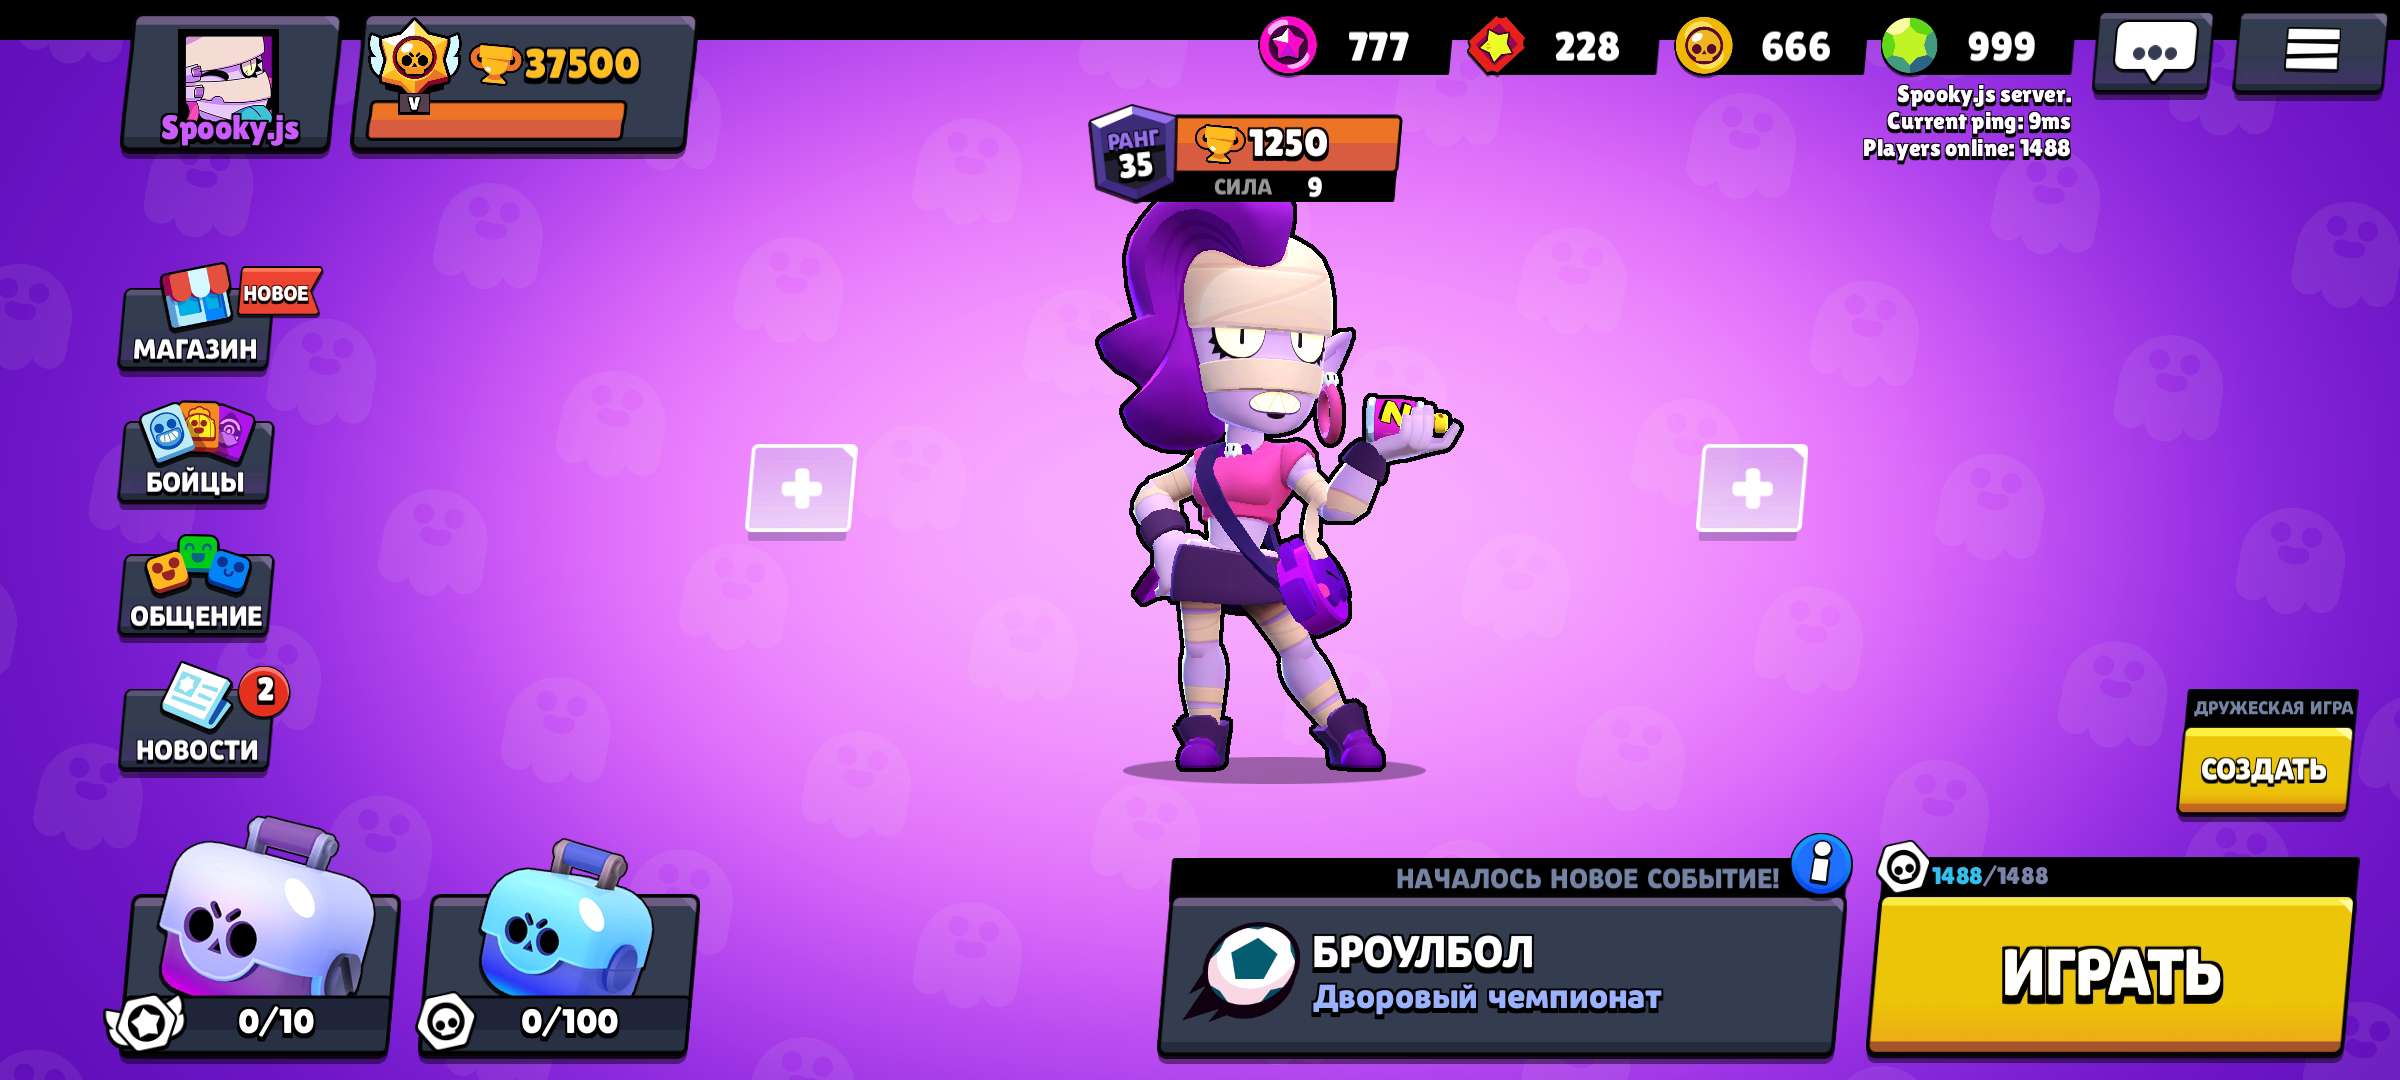 Spooky.js
V
37500
777
228
666
999
Spooky.js server.
Current ping: 9ms
Players online: 1488
РАНГ
35
1250
СИЛА 9
НОВОЕ
МАГАЗИН
БОЙЦЫ
ОБЩЕНИЕ
2
НОВОСТИ
N
ДРУЖЕСКАЯ ИГРА
СОЗДАТЬ
0/10
0/100
НАЧАЛОСЬ НОВОЕ СОБЫТИЕ!
i
БРОУЛБОЛ
Дворовый чемпионат
1488/1488
ИГРАТЬ